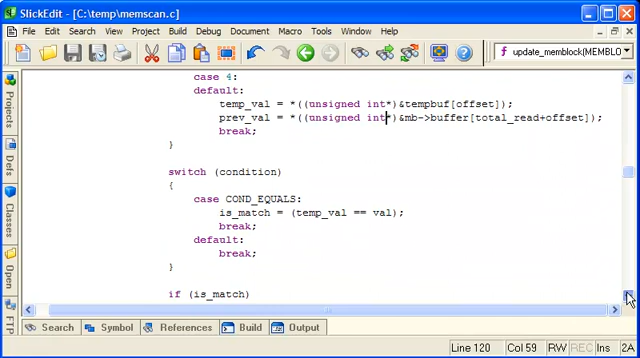 SlickEdit [C:\temp\memscan.c]
File Edit View Search Project Build Debug Document Tools Macro Window Help
update_memblock(MEMBLO
Projects
Defs
Classes
Open
FTP
case 4:
default:
temp_val = *((unsigned int*)&tempbuf[offset]);
prev_val = *((unsigned int*)&mb->buffer[total_read+offset]);
break;
}
switch (condition)
{
case COND_EQUALS:
is_match = (temp_val == val);
break;
default:
break;
}
if (is_match)
Search Symbol References Build Output
Line 120 Col 59 RW REC Ins 2A